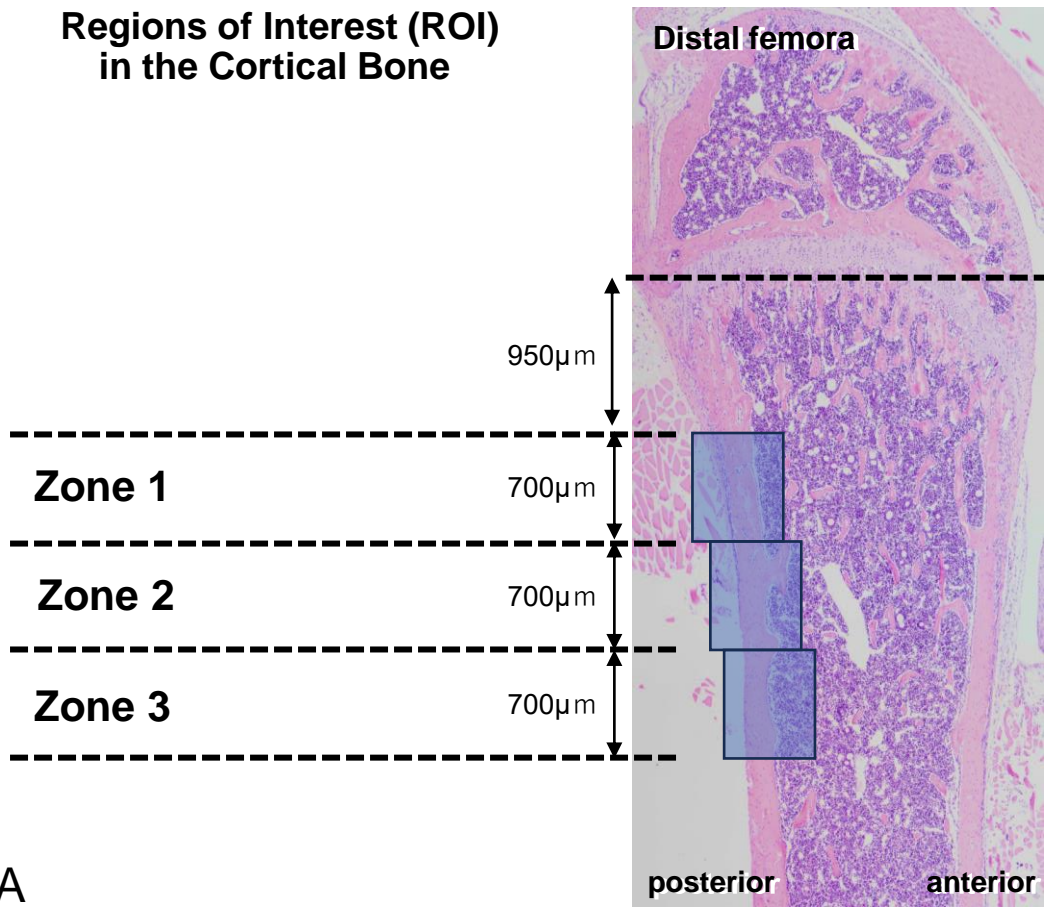 Regions of Interest (ROI)
in the Cortical Bone
Distal femora
950μm
Zone 1
700μm
Zone 2
700μm
Zone 3
700μm
A
posterior
anterior